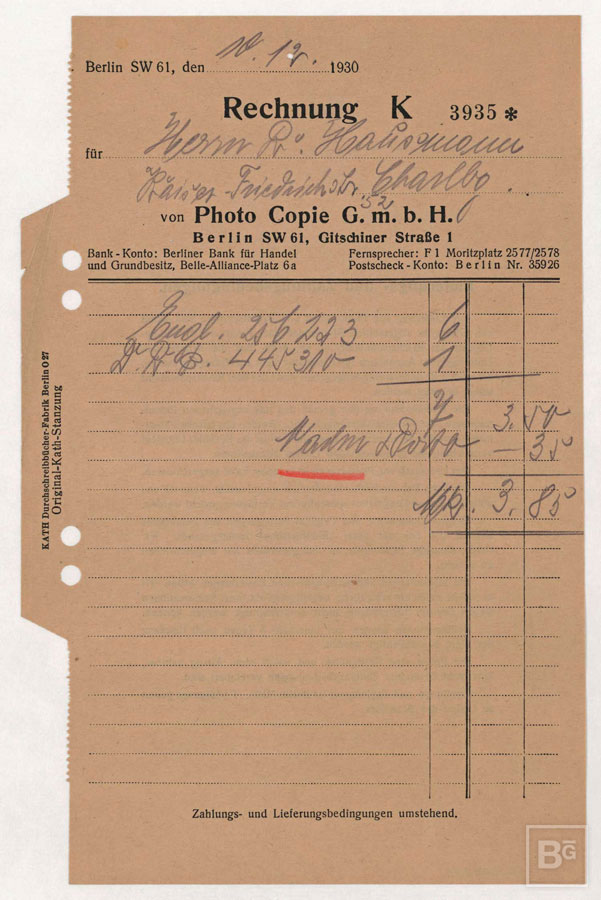 Berlin SW 61, den 10. 12. 1930
Rechnung K 3935 *
für Herrn R. Hausmann
Kaiser-Friedrichstr. 52 Charlbg.
von Photo Copie G. m. b. H.
Berlin SW 61, Gitschiner Straße 1
Bank - Konto: Berliner Bank für Handel
und Grundbesitz, Belle-Alliance-Platz 6a
Fernsprecher: F 1 Moritzplatz 2577/2578
Postscheck - Konto: Berlin Nr. 35926
Engl. 256 223 6
D. R. P. 445310 1
7 3. 50
Nachn & Porto — 35
Mk. 3. 85
KATH Durchschreibbücher-Fabrik Berlin O 27
Original-Kath-Stanzung
Zahlungs- und Lieferungsbedingungen umstehend.
BG